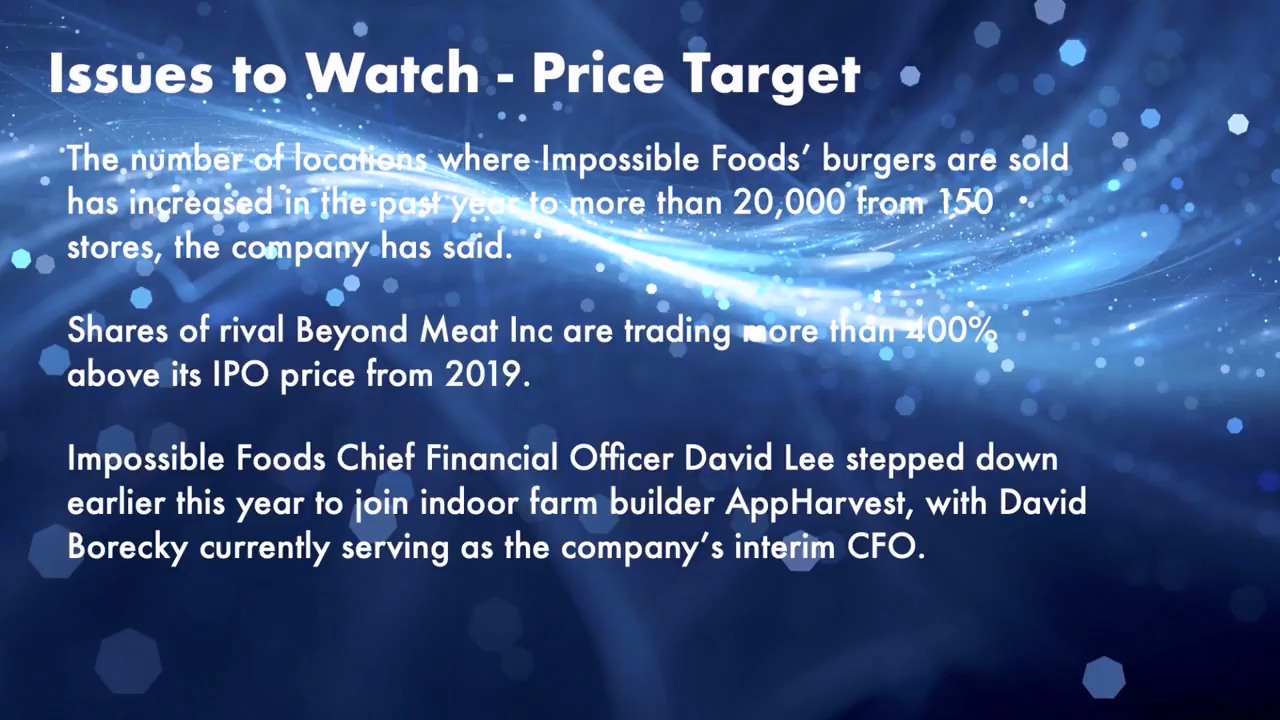 Issues to Watch - Price Target
The number of locations where Impossible Foods’ burgers are sold
has increased in the past year to more than 20,000 from 150
stores, the company has said.
Shares of rival Beyond Meat Inc are trading more than 400%
above its IPO price from 2019.
Impossible Foods Chief Financial Officer David Lee stepped down
earlier this year to join indoor farm builder AppHarvest, with David
Borecky currently serving as the company’s interim CFO.